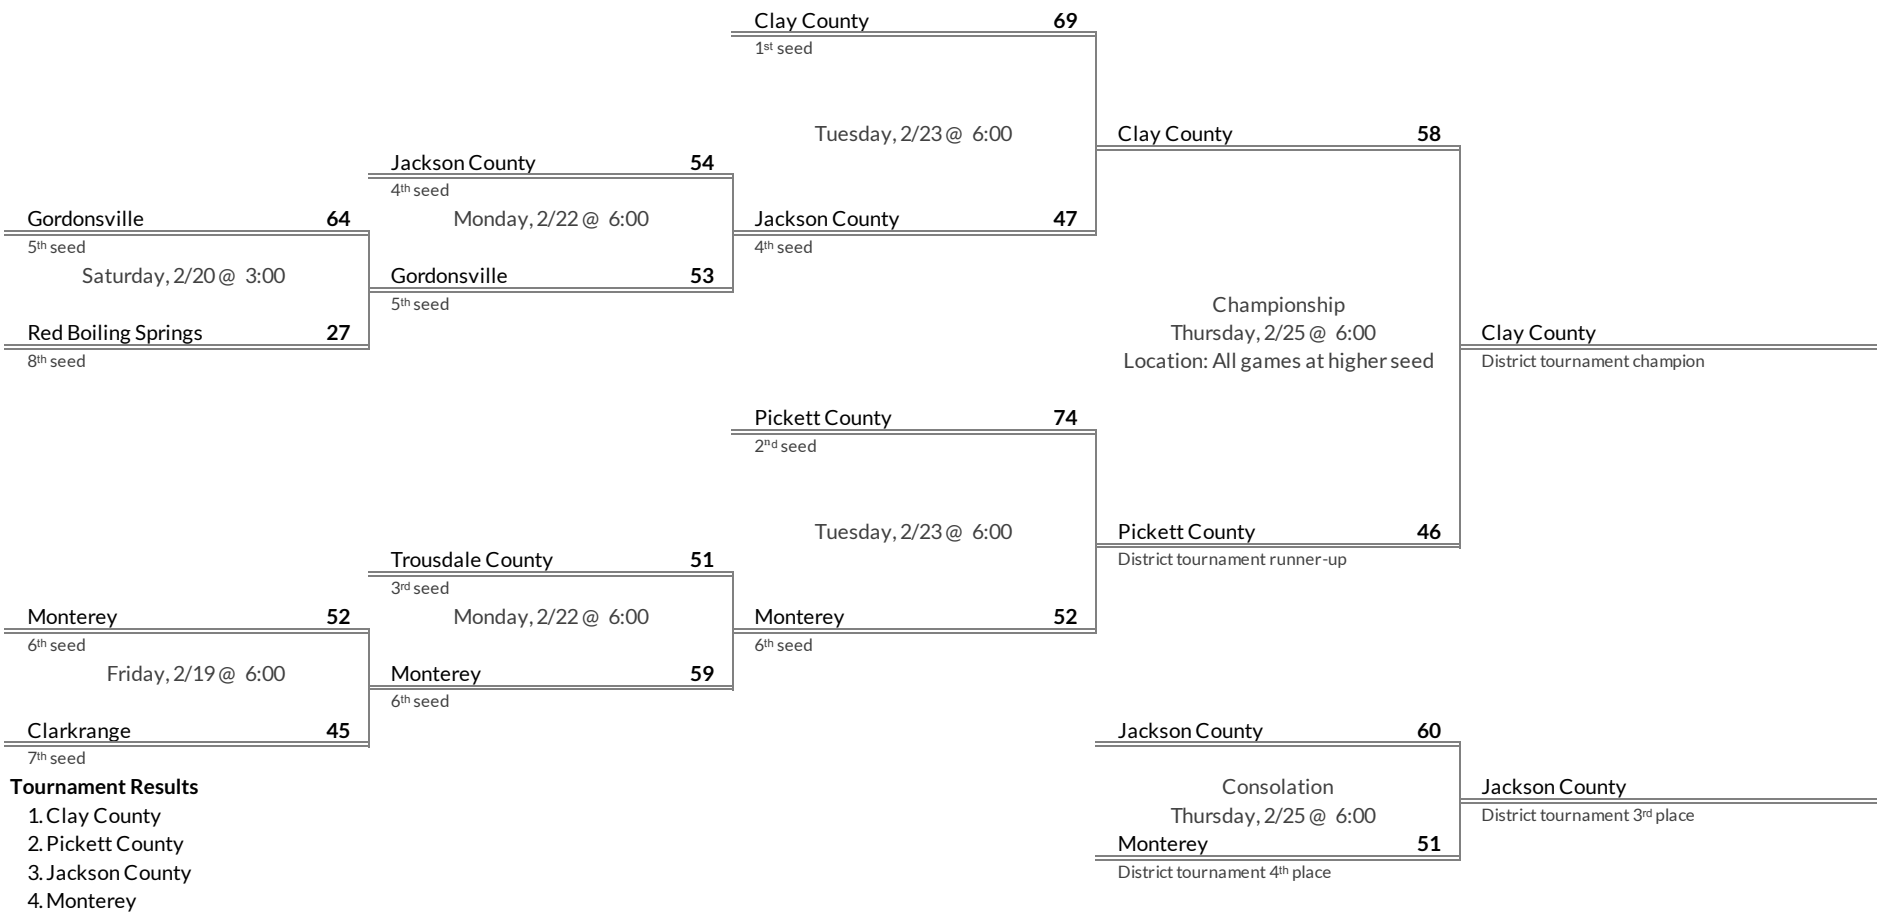 Clay County 69
1st seed
Tuesday, 2/23 @ 6:00
Clay County 58
Jackson County 54
4th seed
Monday, 2/22 @ 6:00
Gordonsville 64
5th seed
Saturday, 2/20 @ 3:00
Jackson County 47
4th seed
Gordonsville 53
5th seed
Red Boiling Springs 27
8th seed
Championship
Thursday, 2/25 @ 6:00
Location: All games at higher seed
Clay County
District tournament champion
Pickett County 74
2nd seed
Tuesday, 2/23 @ 6:00
Pickett County 46
District tournament runner-up
Trousdale County 51
3rd seed
Monday, 2/22 @ 6:00
Monterey 52
6th seed
Friday, 2/19 @ 6:00
Monterey 52
6th seed
Monterey 59
6th seed
Clarkrange 45
7th seed
Jackson County 60
Consolation
Thursday, 2/25 @ 6:00
Monterey 51
District tournament 4th place
Jackson County
District tournament 3rd place
Tournament Results
1. Clay County
2. Pickett County
3. Jackson County
4. Monterey